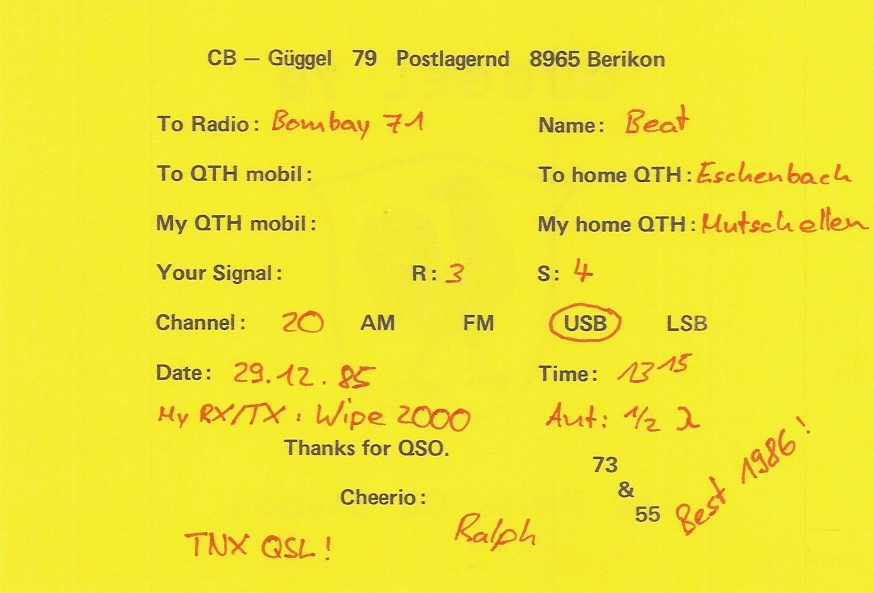 CB – Güggel 79 Postlagernd 8965 Berikon
To Radio: Bombay 71 Name: Beat
To QTH mobil: To home QTH: Eschenbach
My QTH mobil: My home QTH: Mutschellen
Your Signal: R: 3 S: 4
Channel: 20 AM FM USB LSB
Date: 29.12.85 Time: 13 15
My RX/TX: Wipe 2000 Ant: 1/2 λ
Thanks for QSO.
73
&
55
Best 1986!
Cheerio:
Ralph
TNX QSL!